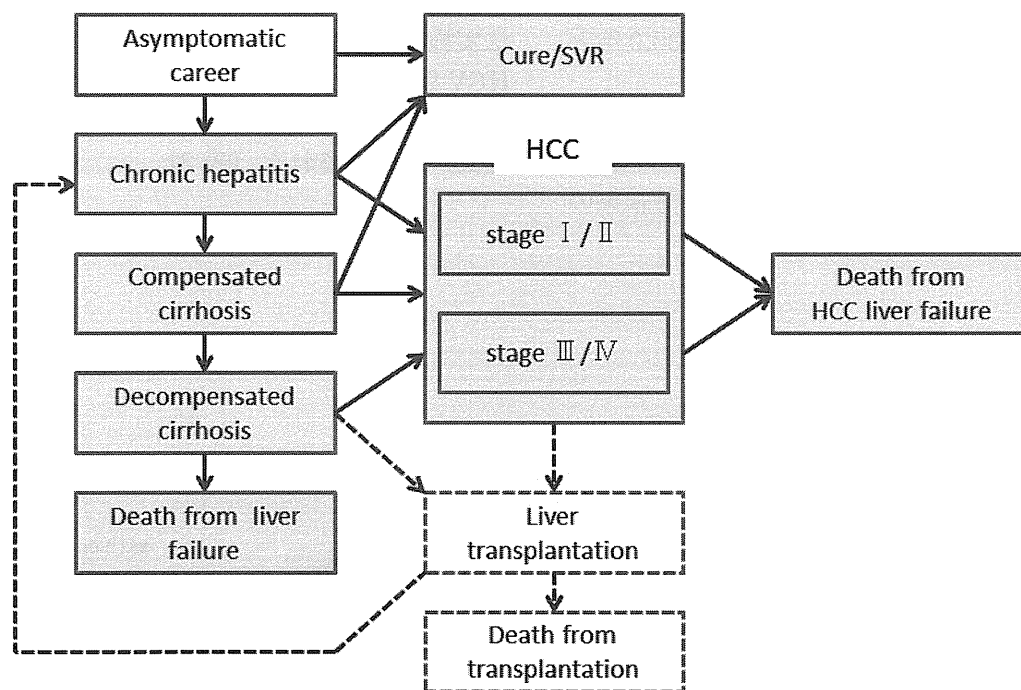 Asymptomatic
career
Cure/SVR
Chronic hepatitis
HCC
stage Ⅰ/Ⅱ
Compensated
cirrhosis
stage Ⅲ/Ⅳ
Death from
HCC liver failure
Decompensated
cirrhosis
Death from liver
failure
Liver
transplantation
Death from
transplantation